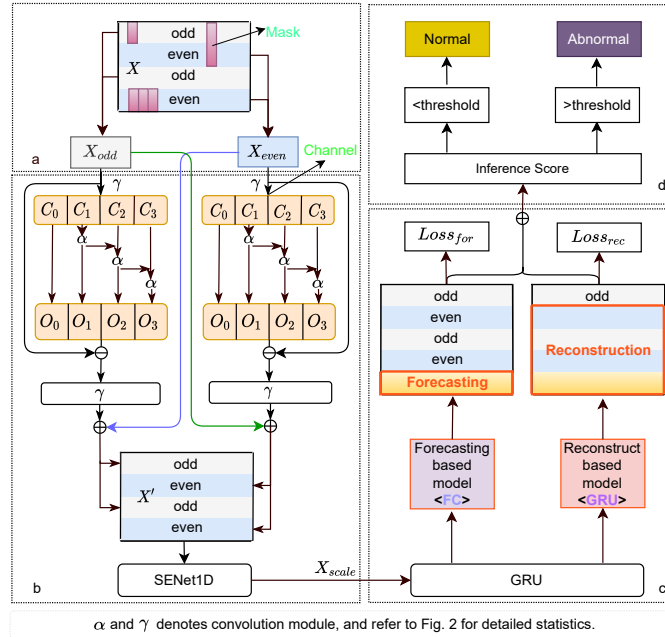 odd
Mask
even
X
odd
even
a
X_odd
X_even
γ
γ
Channel
C_0 C_1 C_2 C_3
C_0 C_1 C_2 C_3
α
α
α
α
α
α
O_0 O_1 O_2 O_3
O_0 O_1 O_2 O_3
γ
γ
odd
X′
even
odd
even
b
SENet1D
X_scale
Normal
Abnormal
<threshold
>threshold
Inference Score
d
Loss_for
Loss_rec
odd
even
odd
even
Forecasting
odd
Reconstruction
Forecasting
based
model
<FC>
Reconstruct
based
model
<GRU>
GRU
c
α and γ denotes convolution module, and refer to Fig. 2 for detailed statistics.